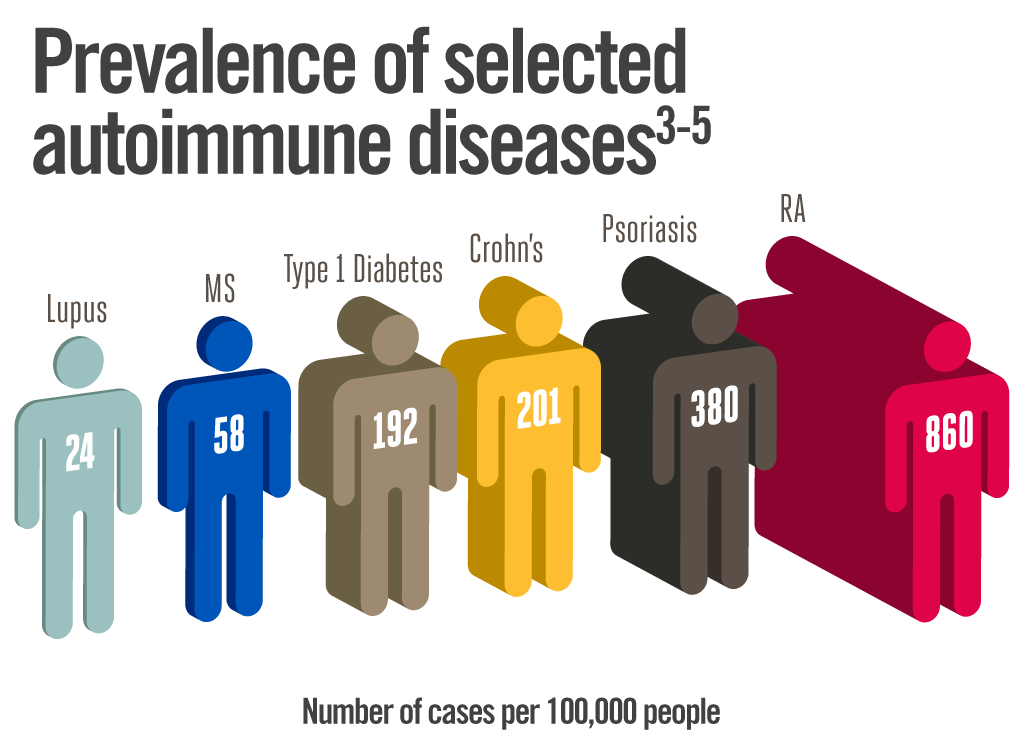 Prevalence of selected
autoimmune diseases3-5
Lupus
MS
Type 1 Diabetes
Crohn's
Psoriasis
RA
24
58
192
201
380
860
Number of cases per 100,000 people